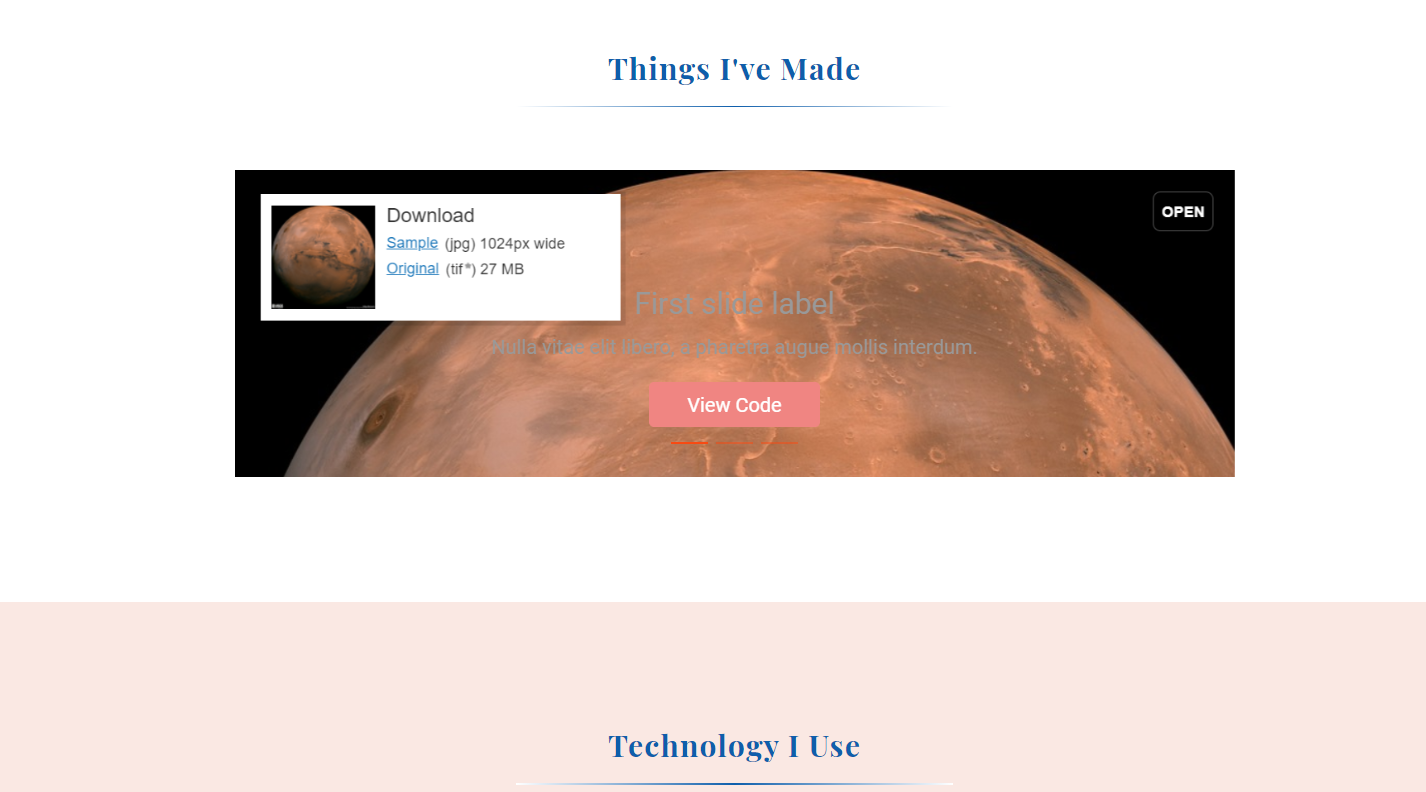 Things I've Made
OPEN
Download
Sample (jpg) 1024px wide
Original (tif*) 27 MB
First slide label
Nulla vitae elit libero, a pharetra augue mollis interdum.
View Code
Technology I Use